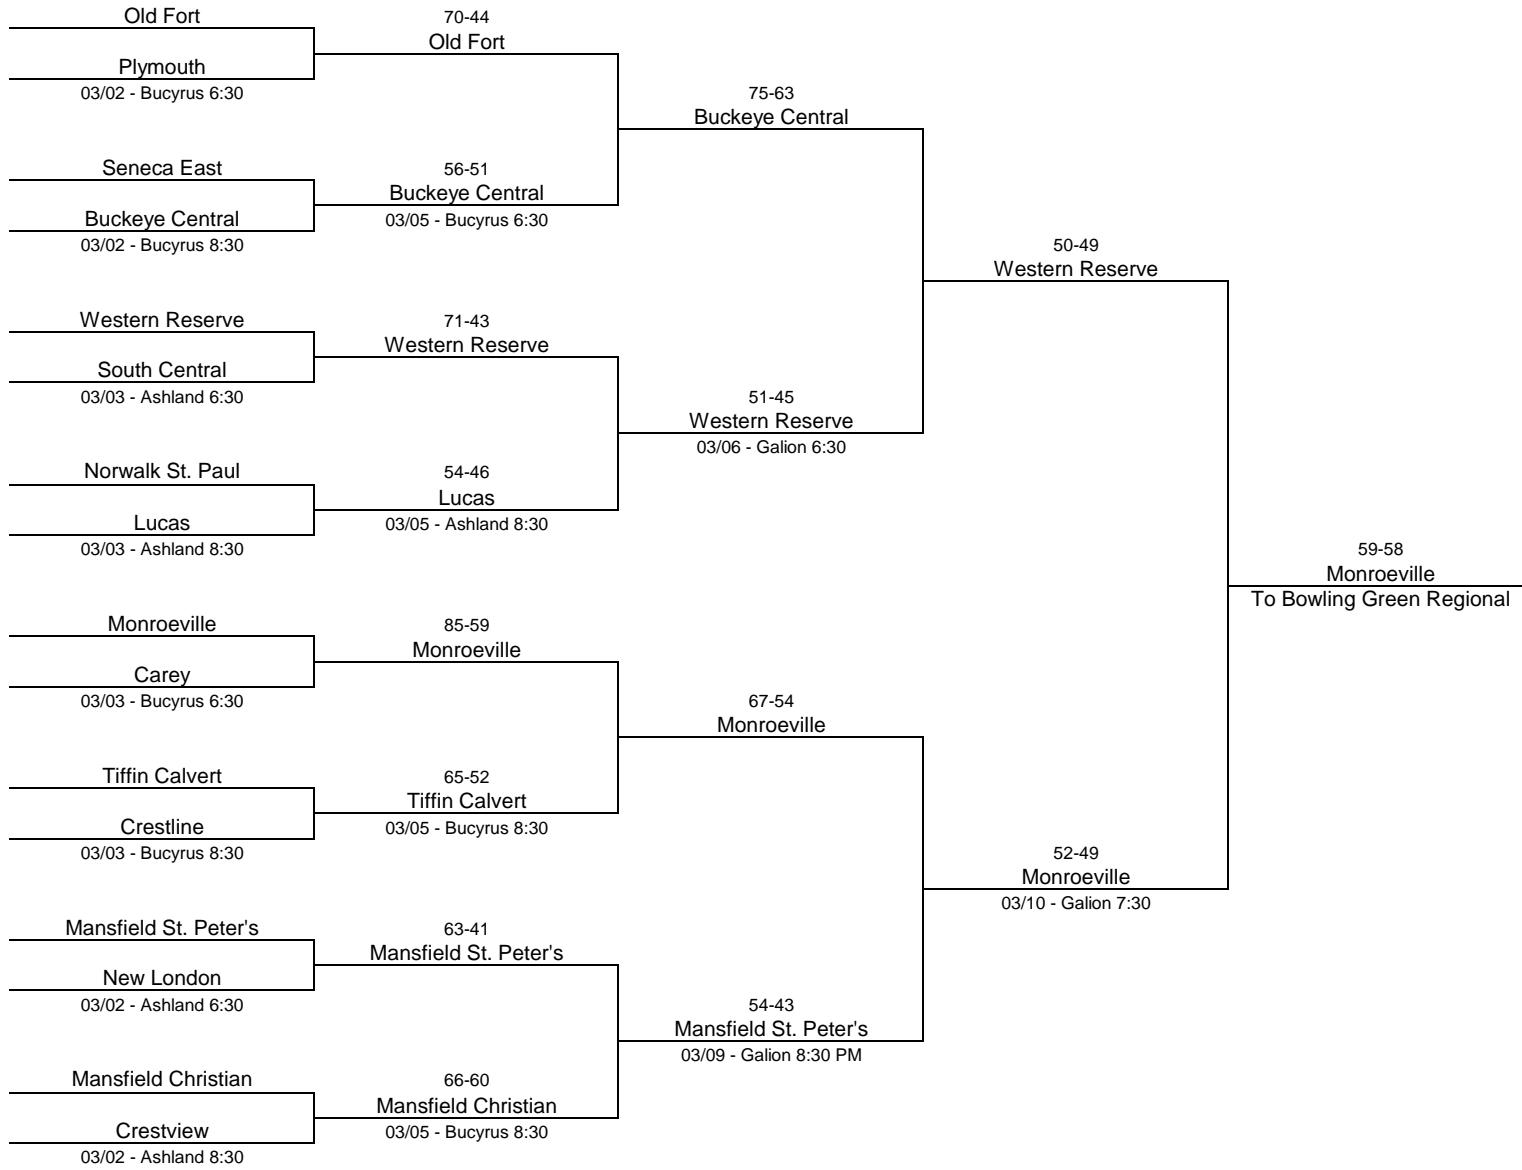 Old Fort
Plymouth
03/02 - Bucyrus 6:30
Seneca East
Buckeye Central
03/02 - Bucyrus 8:30
Western Reserve
South Central
03/03 - Ashland 6:30
Norwalk St. Paul
Lucas
03/03 - Ashland 8:30
Monroeville
Carey
03/03 - Bucyrus 6:30
Tiffin Calvert
Crestline
03/03 - Bucyrus 8:30
Mansfield St. Peter's
New London
03/02 - Ashland 6:30
Mansfield Christian
Crestview
03/02 - Ashland 8:30
70-44
Old Fort
56-51
Buckeye Central
03/05 - Bucyrus 6:30
71-43
Western Reserve
54-46
Lucas
03/05 - Ashland 8:30
85-59
Monroeville
65-52
Tiffin Calvert
03/05 - Bucyrus 8:30
63-41
Mansfield St. Peter's
66-60
Mansfield Christian
03/05 - Bucyrus 8:30
75-63
Buckeye Central
51-45
Western Reserve
03/06 - Galion 6:30
67-54
Monroeville
54-43
Mansfield St. Peter's
03/09 - Galion 8:30 PM
50-49
Western Reserve
52-49
Monroeville
03/10 - Galion 7:30
59-58
Monroeville
To Bowling Green Regional